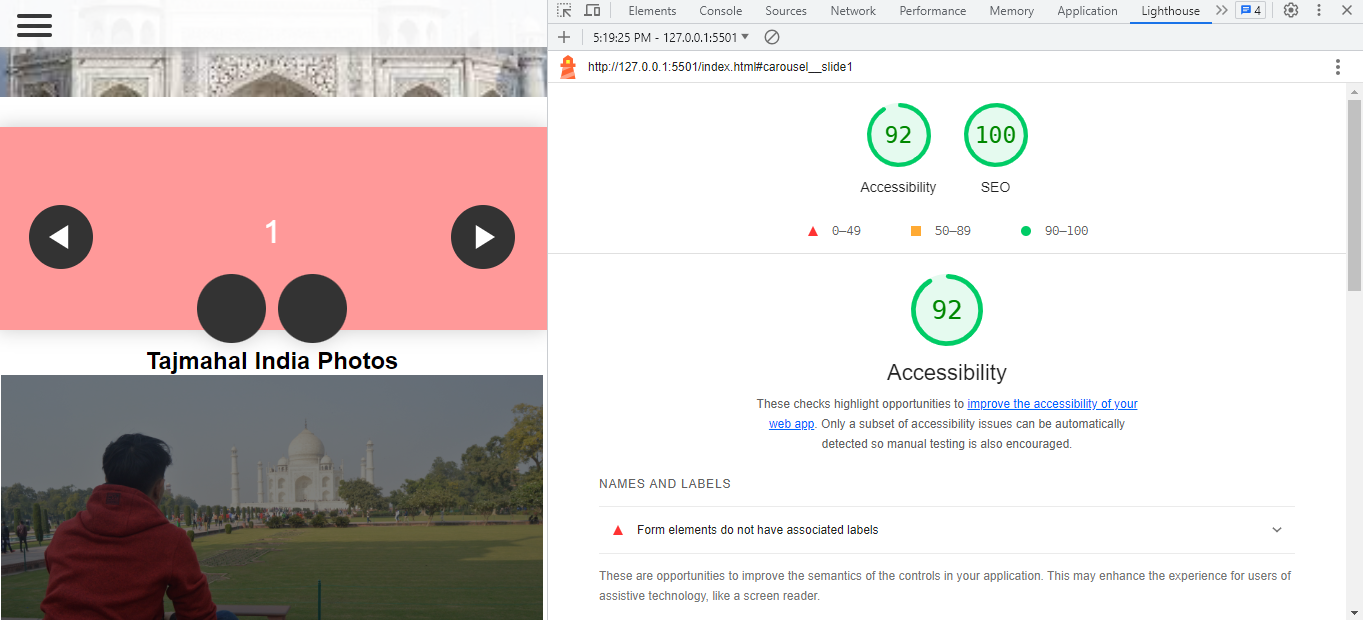 Elements Console Sources Network Performance Memory Application Lighthouse 4
5:19:25 PM - 127.0.0.1:5501
http://127.0.0.1:5501/index.html#carousel__slide1
92 100
Accessibility SEO
0–49 50–89 90–100
92
Accessibility
These checks highlight opportunities to improve the accessibility of your
web app. Only a subset of accessibility issues can be automatically
detected so manual testing is also encouraged.
NAMES AND LABELS
Form elements do not have associated labels
These are opportunities to improve the semantics of the controls in your application. This may enhance the experience for users of
assistive technology, like a screen reader.
1
Tajmahal India Photos